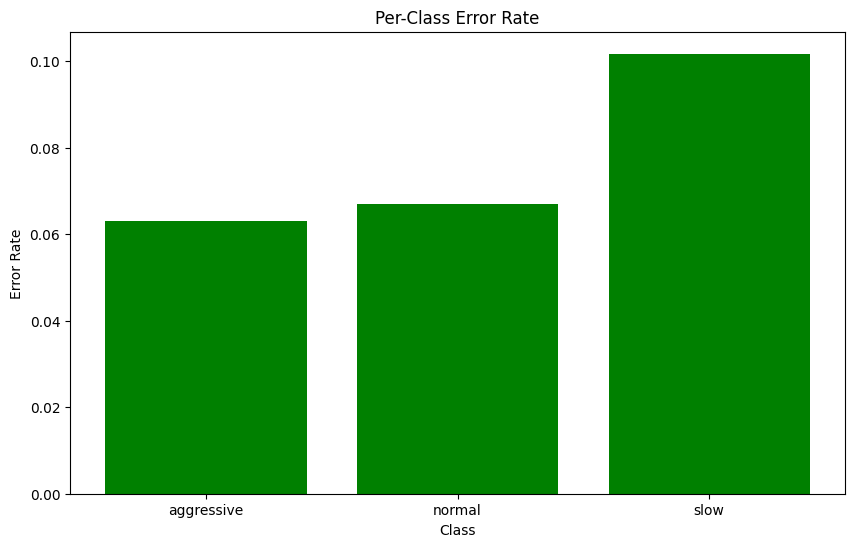 Per-Class Error Rate
0.10
0.08
0.06
0.04
0.02
0.00
Error Rate
aggressive normal slow
Class